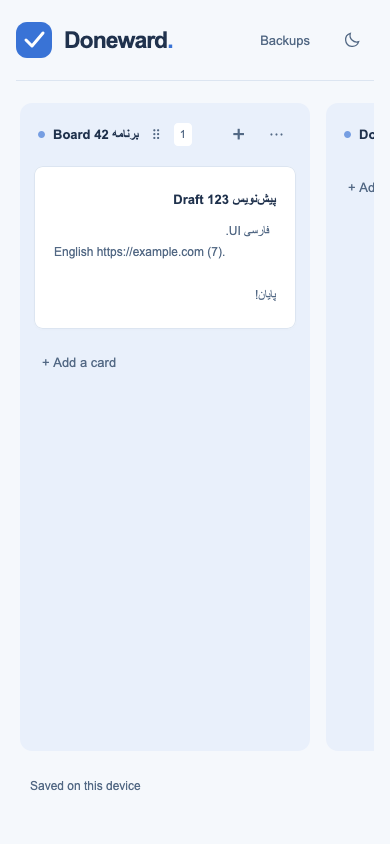 Doneward.
Backups
برنامه Board 42
1
+
...
Do
پیش‌نویس Draft 123
فارسی UI.
English https://example.com (7).
پایان!
+ Add a card
+ Ad
Saved on this device